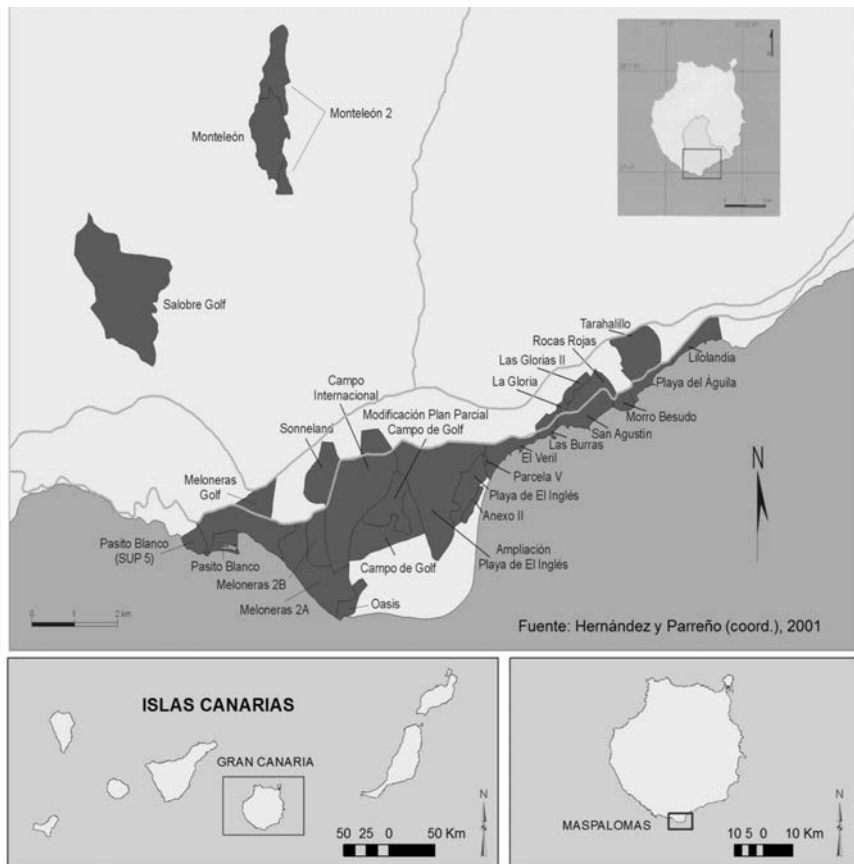 Monteleón 2
Monteleón
Salobre Golf
Tarahalillo
Rocas Rojas
Las Glorias II
La Gloria
Lilolandia
Playa del Águila
Morro Besudo
San Agustín
Las Burras
El Veril
Parcela V
Playa de El Inglés
Anexo II
Ampliación
Playa de El Inglés
Campo
Internacional
Modificación Plan Parcial
Campo de Golf
Sonneland
Meloneras
Golf
Pasito Blanco
(SUP 5)
Pasito Blanco
Meloneras 2B
Meloneras 2A
Campo de Golf
Oasis
N
0 1 2 km
Fuente: Hernández y Parreño (coord.), 2001
ISLAS CANARIAS
GRAN CANARIA
N
50 25 0 50 Km
MASPALOMAS
N
10 5 0 10 Km